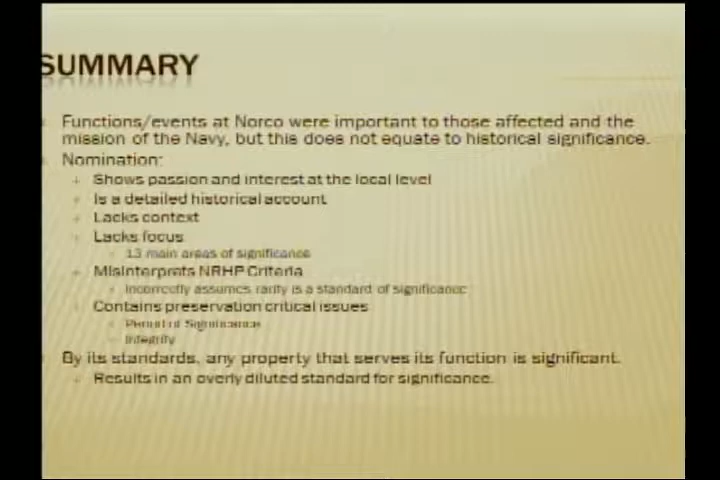 SUMMARY
Functions/events at Norco were important to those affected and the
mission of the Navy, but this does not equate to historical significance.
Nomination:
Shows passion and interest at the local level
Is a detailed historical account
Lacks context
Lacks focus
13 main areas of significance
Misinterprets NRHP Criteria
Incorrectly assumes rarity is a standard of significance
Contains preservation critical issues
Period of Significance
Integrity
By its standards, any property that serves its function is significant.
Results in an overly diluted standard for significance.